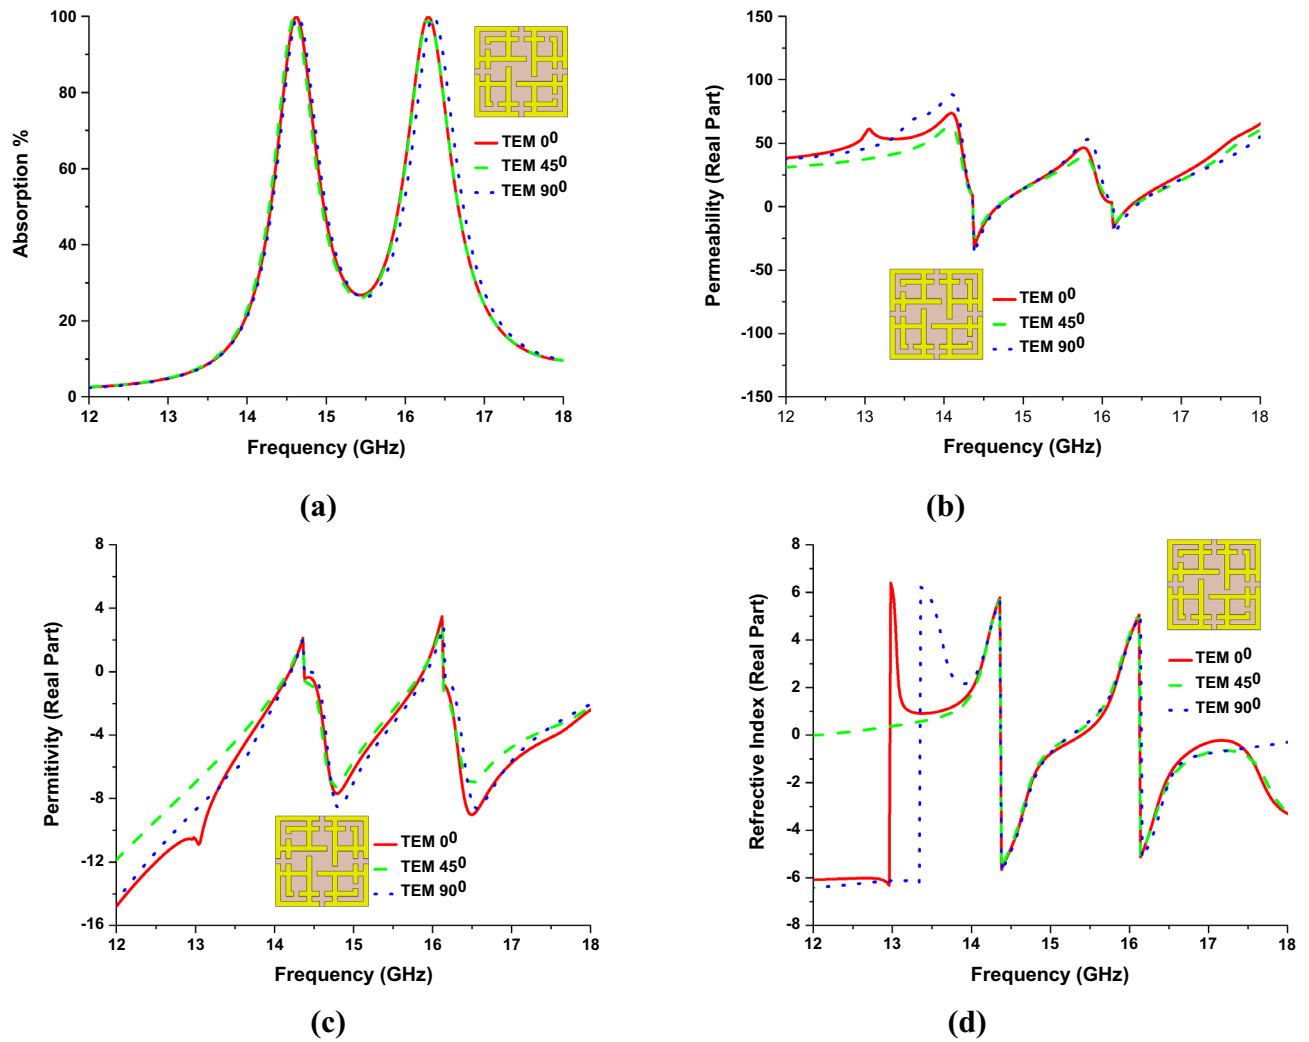 100
80
60
40
20
0
Absorption %
12 13 14 15 16 17 18
Frequency (GHz)
TEM 0⁰
TEM 45⁰
TEM 90⁰
(a)
150
100
50
0
-50
-100
-150
Permeability (Real Part)
12 13 14 15 16 17 18
Frequency (GHz)
TEM 0⁰
TEM 45⁰
TEM 90⁰
(b)
8
4
0
-4
-8
-12
-16
Permitivity (Real Part)
12 13 14 15 16 17 18
Frequency (GHz)
TEM 0⁰
TEM 45⁰
TEM 90⁰
(c)
8
6
4
2
0
-2
-4
-6
-8
Refrective Index (Real Part)
12 13 14 15 16 17 18
Frequency (GHz)
TEM 0⁰
TEM 45⁰
TEM 90⁰
(d)